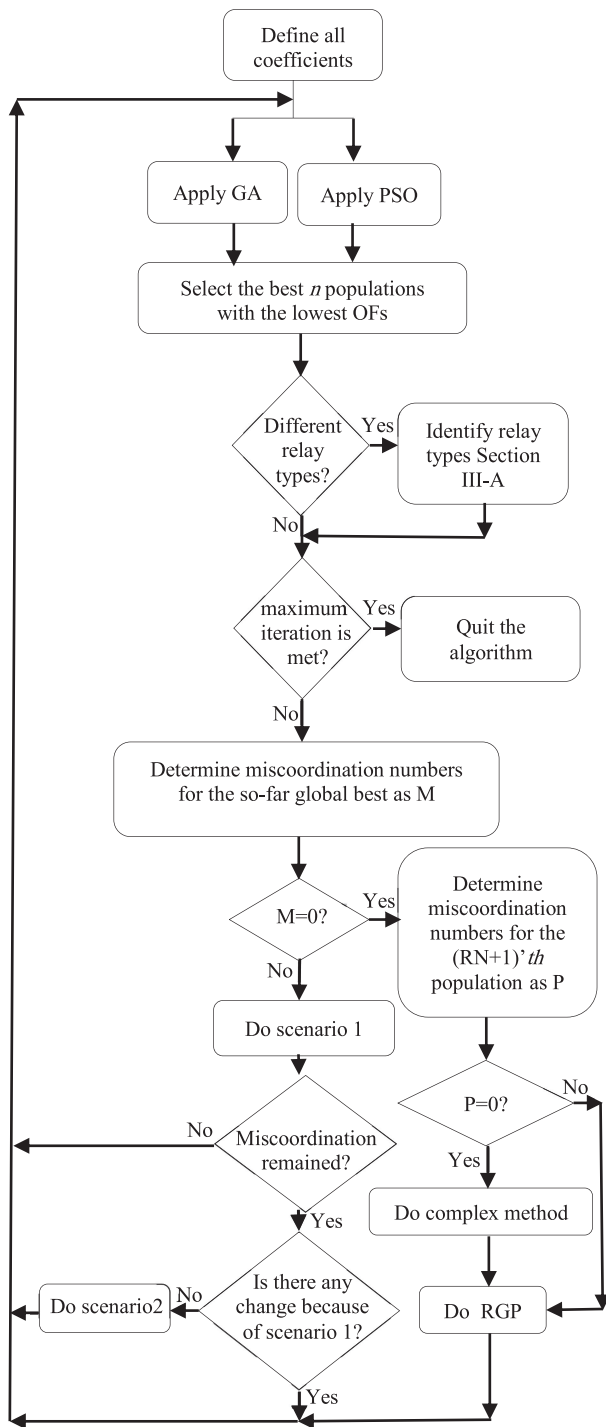 Define all
coefficients
Apply GA
Apply PSO
Select the best n populations
with the lowest OFs
Different
relay
types?
Yes
Identify relay
types Section
III-A
No
maximum
iteration is
met?
Yes
Quit the
algorithm
No
Determine miscoordination numbers
for the so-far global best as M
M=0?
Yes
Determine
miscoordination
numbers for the
(RN+1)'th
population as P
No
Do scenario 1
P=0?
No
No
Miscoordination
remained?
Yes
Do complex method
Yes
Is there any
change because
of scenario 1?
No
Do scenario2
Do RGP
Yes